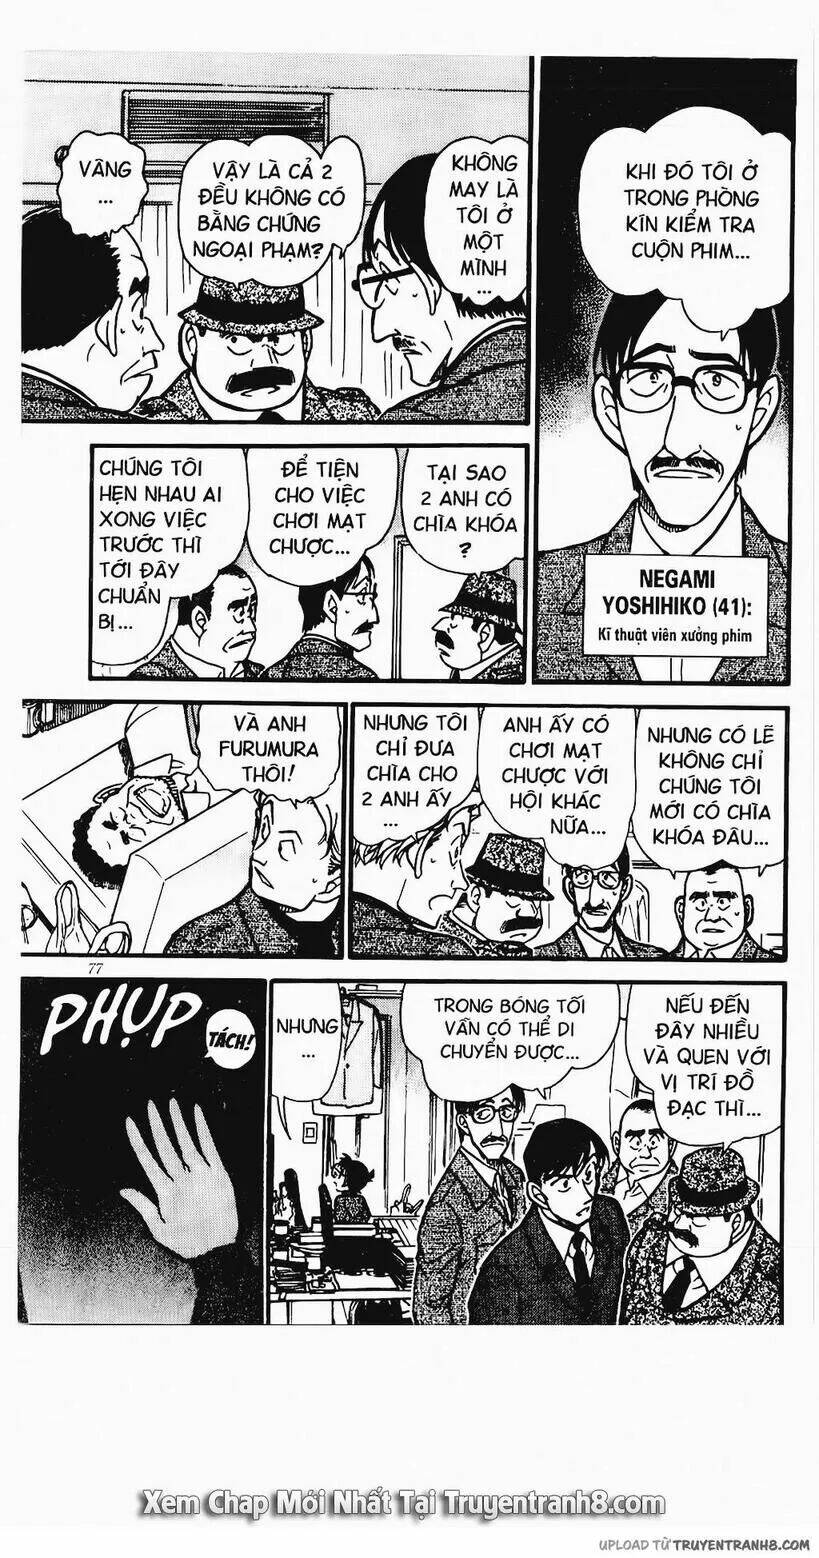 KHI ĐÓ TÔI Ở
TRONG PHÒNG
KÍN KIỂM TRA
CUỘN PHIM...
NEGAMI
YOSHIHIKO (41):
Kĩ thuật viên xưởng phim
KHÔNG
MAY LÀ
TÔI Ở
MỘT
MÌNH
...
VẬY LÀ CẢ 2
ĐỀU KHÔNG CÓ
BẰNG CHỨNG
NGOẠI PHẠM?
VÂNG
...
TẠI SAO
2 ANH CÓ
CHÌA KHÓA
?
ĐỂ TIỆN
CHO VIỆC
CHƠI MẠT
CHƯỢC...
CHÚNG TÔI
HẸN NHAU AI
XONG VIỆC
TRƯỚC THÌ
TỚI ĐÂY
CHUẨN
BỊ...
NHƯNG CÓ LẼ
KHÔNG CHỈ
CHÚNG TÔI
MỚI CÓ CHÌA
KHÓA ĐÂU...
ANH ẤY CÓ
CHƠI MẠT
CHƯỢC VỚI
HỘI KHÁC
NỮA...
NHƯNG TÔI
CHỈ ĐƯA
CHÌA CHO
2 ANH ẤY
...
VÀ ANH
FURUMURA
THÔI!
77
NẾU ĐẾN
ĐÂY NHIỀU
VÀ QUEN VỚI
VỊ TRÍ ĐỒ
ĐẠC THÌ...
TRONG BÓNG TỐI
VẪN CÓ THỂ DI
CHUYỂN ĐƯỢC...
NHƯNG
...
PHỤP
TÁCH!
Xem Chap Mới Nhất Tại Truyentranh8.com
UPLOAD TỪ TRUYENTRANH8.COM